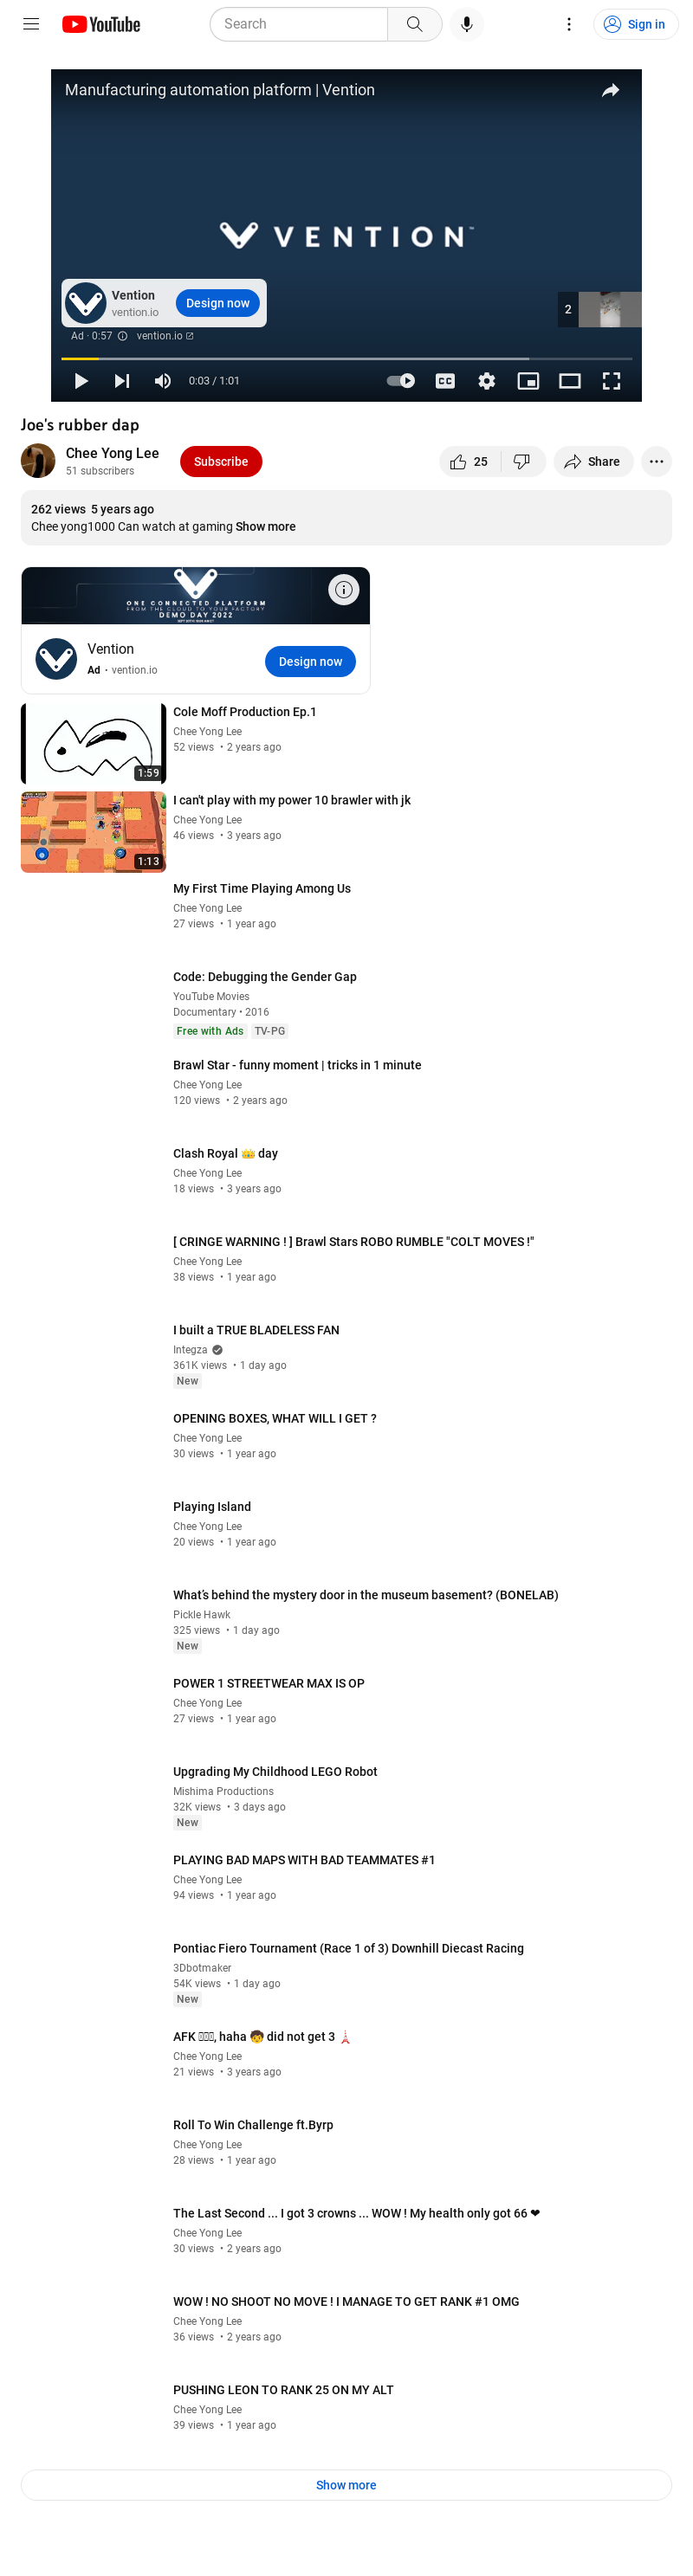 YouTube
Search
Sign in
Manufacturing automation platform | Vention
VENTION™
Vention
vention.io
Design now
2
Ad · 0:57 vention.io
0:03 / 1:01
CC
Joe's rubber dap
Chee Yong Lee
51 subscribers
Subscribe
25
Share
262 views 5 years ago
Chee yong1000 Can watch at gaming Show more
ONE CONNECTED PLATFORM
FROM THE CLOUD TO YOUR FACTORY
DEMO DAY 2022
Vention
Ad • vention.io
Design now
Cole Moff Production Ep.1
Chee Yong Lee
52 views • 2 years ago
1:59
I can't play with my power 10 brawler with jk
Chee Yong Lee
46 views • 3 years ago
1:13
My First Time Playing Among Us
Chee Yong Lee
27 views • 1 year ago
Code: Debugging the Gender Gap
YouTube Movies
Documentary • 2016
Free with Ads TV-PG
Brawl Star - funny moment | tricks in 1 minute
Chee Yong Lee
120 views • 2 years ago
Clash Royal 👑 day
Chee Yong Lee
18 views • 3 years ago
[ CRINGE WARNING ! ] Brawl Stars ROBO RUMBLE "COLT MOVES !"
Chee Yong Lee
38 views • 1 year ago
I built a TRUE BLADELESS FAN
Integza
361K views • 1 day ago
New
OPENING BOXES, WHAT WILL I GET ?
Chee Yong Lee
30 views • 1 year ago
Playing Island
Chee Yong Lee
20 views • 1 year ago
What’s behind the mystery door in the museum basement? (BONELAB)
Pickle Hawk
325 views • 1 day ago
New
POWER 1 STREETWEAR MAX IS OP
Chee Yong Lee
27 views • 1 year ago
Upgrading My Childhood LEGO Robot
Mishima Productions
32K views • 3 days ago
New
PLAYING BAD MAPS WITH BAD TEAMMATES #1
Chee Yong Lee
94 views • 1 year ago
Pontiac Fiero Tournament (Race 1 of 3) Downhill Diecast Racing
3Dbotmaker
54K views • 1 day ago
New
AFK , haha 🧒 did not get 3 🗼
Chee Yong Lee
21 views • 3 years ago
Roll To Win Challenge ft.Byrp
Chee Yong Lee
28 views • 1 year ago
The Last Second ... I got 3 crowns ... WOW ! My health only got 66 ❤
Chee Yong Lee
30 views • 2 years ago
WOW ! NO SHOOT NO MOVE ! I MANAGE TO GET RANK #1 OMG
Chee Yong Lee
36 views • 2 years ago
PUSHING LEON TO RANK 25 ON MY ALT
Chee Yong Lee
39 views • 1 year ago
Show more